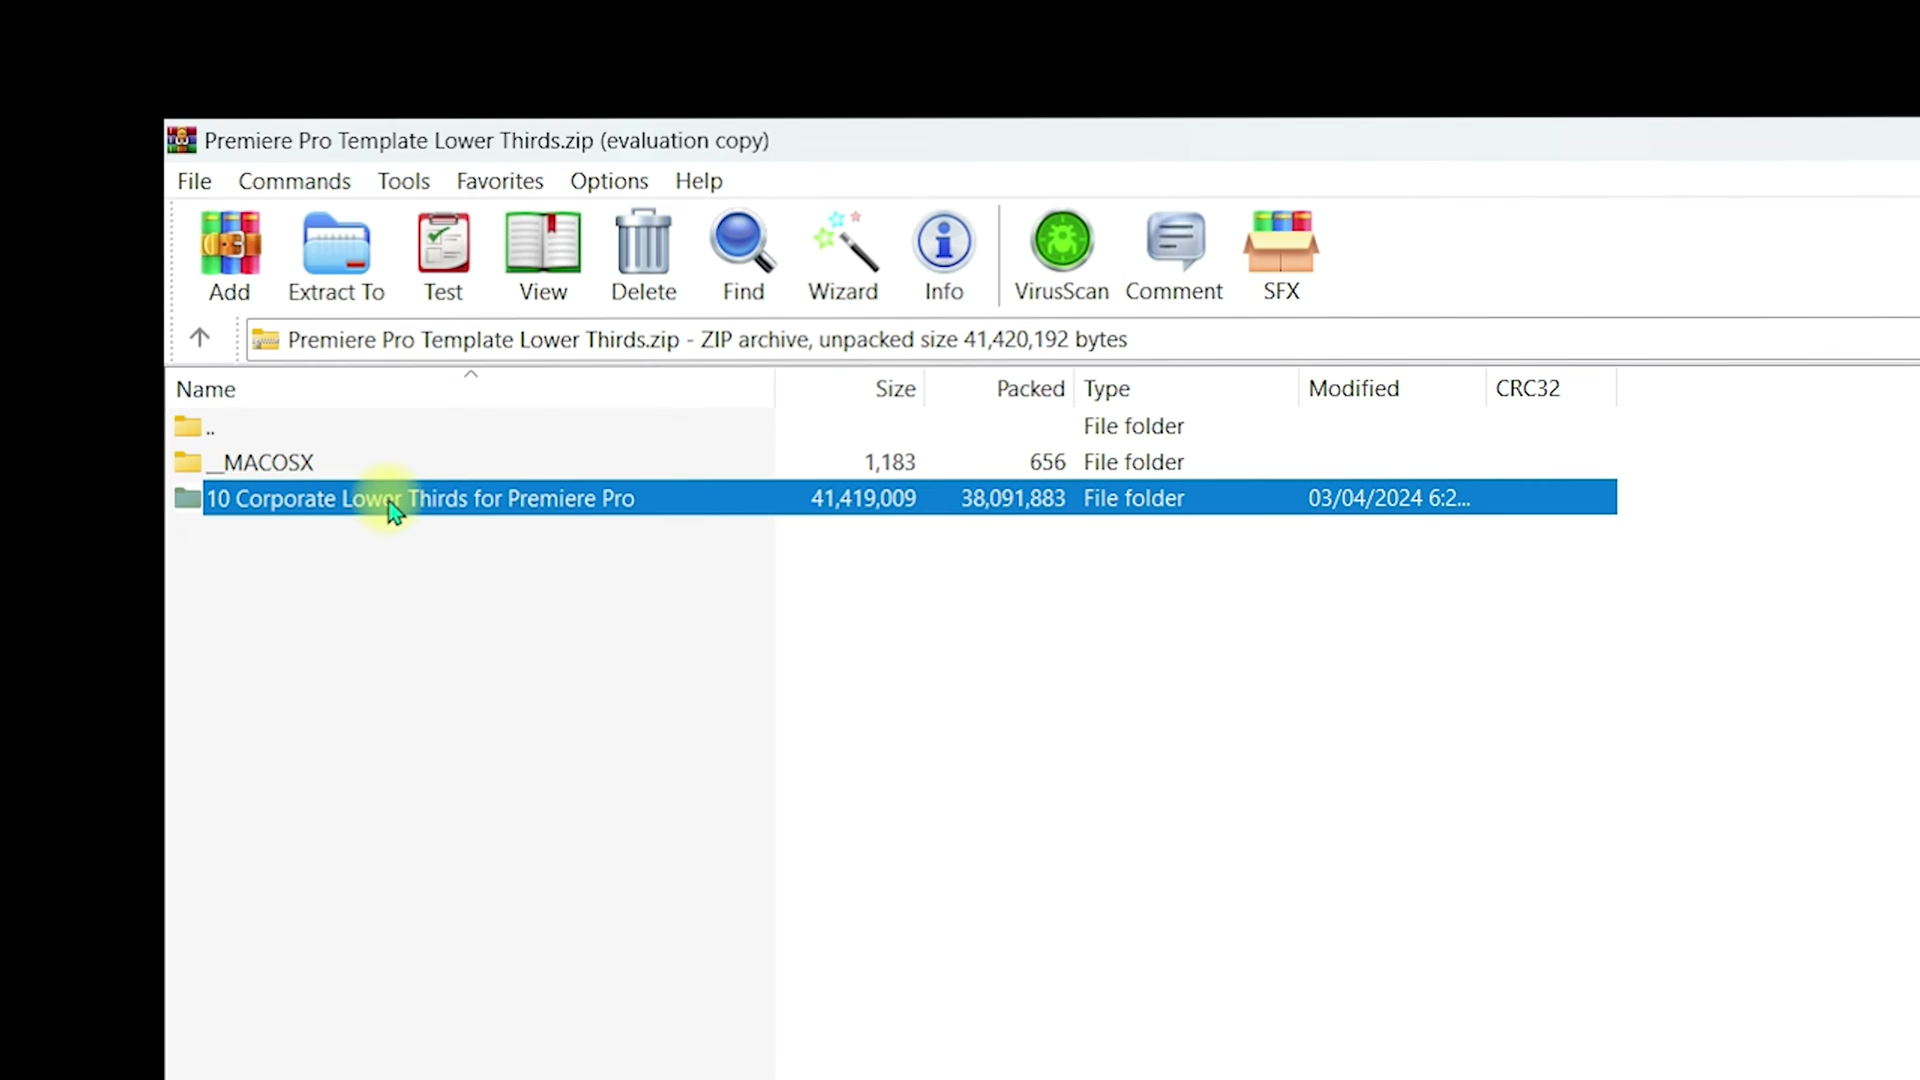 Premiere Pro Template Lower Thirds.zip (evaluation copy)
File Commands Tools Favorites Options Help
Add Extract To Test View Delete Find Wizard Info VirusScan Comment SFX
Premiere Pro Template Lower Thirds.zip - ZIP archive, unpacked size 41,420,192 bytes
Name Size Packed Type Modified CRC32
.. File folder
__MACOSX 1,183 656 File folder
10 Corporate Lower Thirds for Premiere Pro 41,419,009 38,091,883 File folder 03/04/2024 6:2...